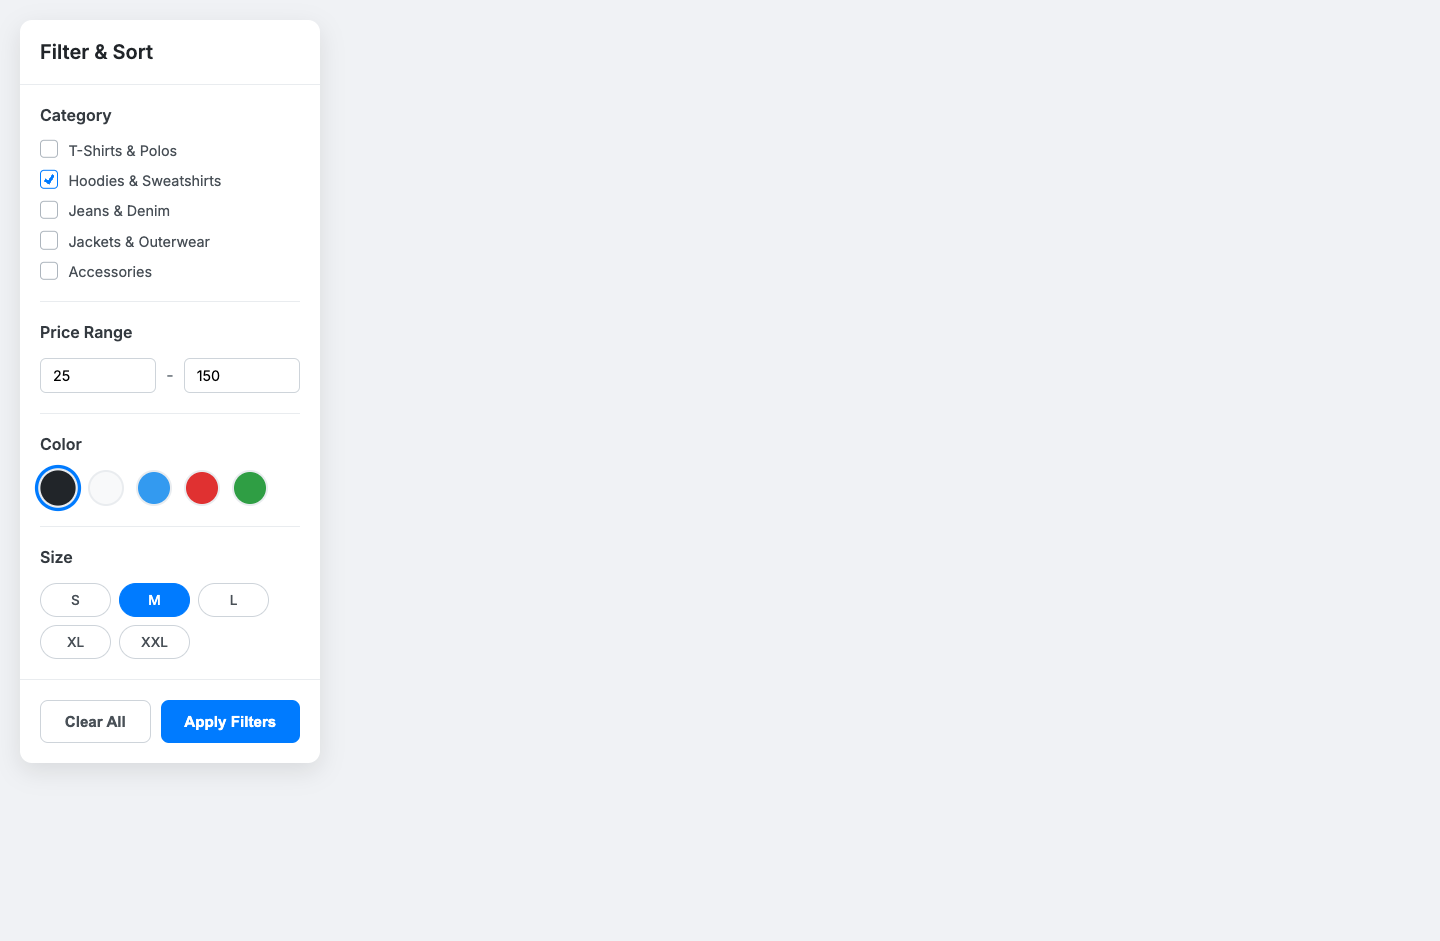 Filter & Sort
Category
T-Shirts & Polos
Hoodies & Sweatshirts
Jeans & Denim
Jackets & Outerwear
Accessories
Price Range
25 - 150
Color
Size
S M L
XL XXL
Clear All Apply Filters